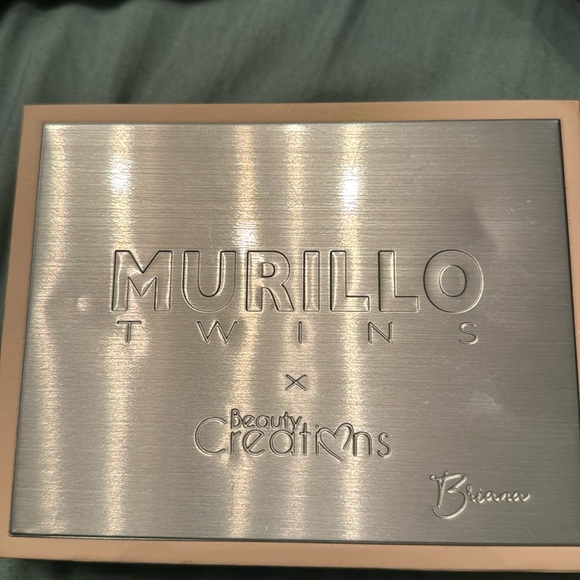 MURILLO
TWINS
×
Beauty
Creations
Briana